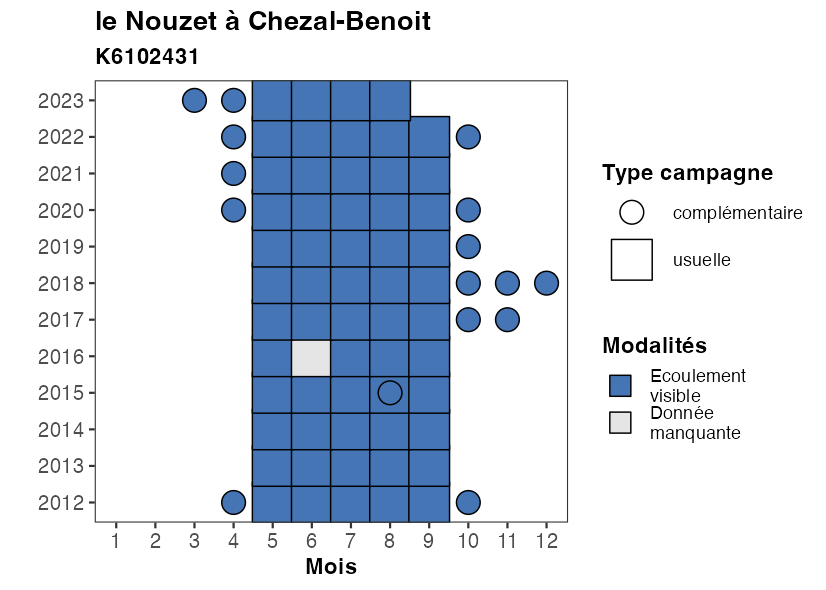 le Nouzet à Chezal-Benoit
K6102431
2023
2022
2021
2020
2019
2018
2017
2016
2015
2014
2013
2012
1 2 3 4 5 6 7 8 9 10 11 12
Mois
Type campagne
complémentaire
usuelle
Modalités
Ecoulement
visible
Donnée
manquante